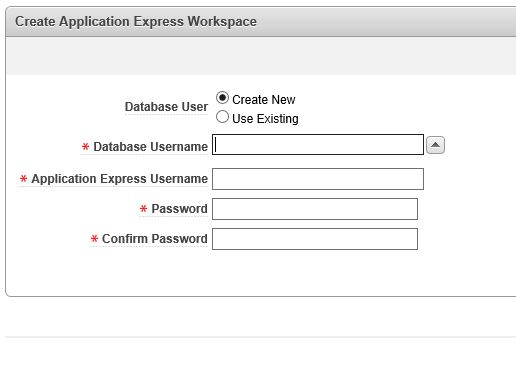 Create Application Express Workspace
Database User Create New
Use Existing
* Database Username
* Application Express Username
* Password
* Confirm Password